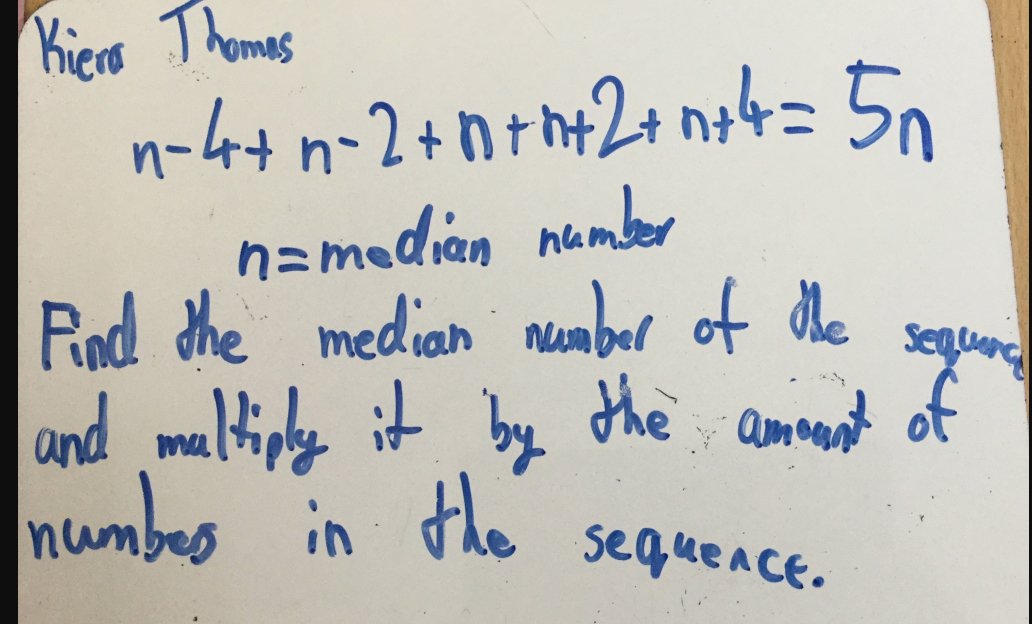 Kiera Thomas
n-4+ n-2+n+n+2+n+4= 5n
n=median number
Find the median number of the sequence
and multiply it by the amount of
numbers in the sequence.